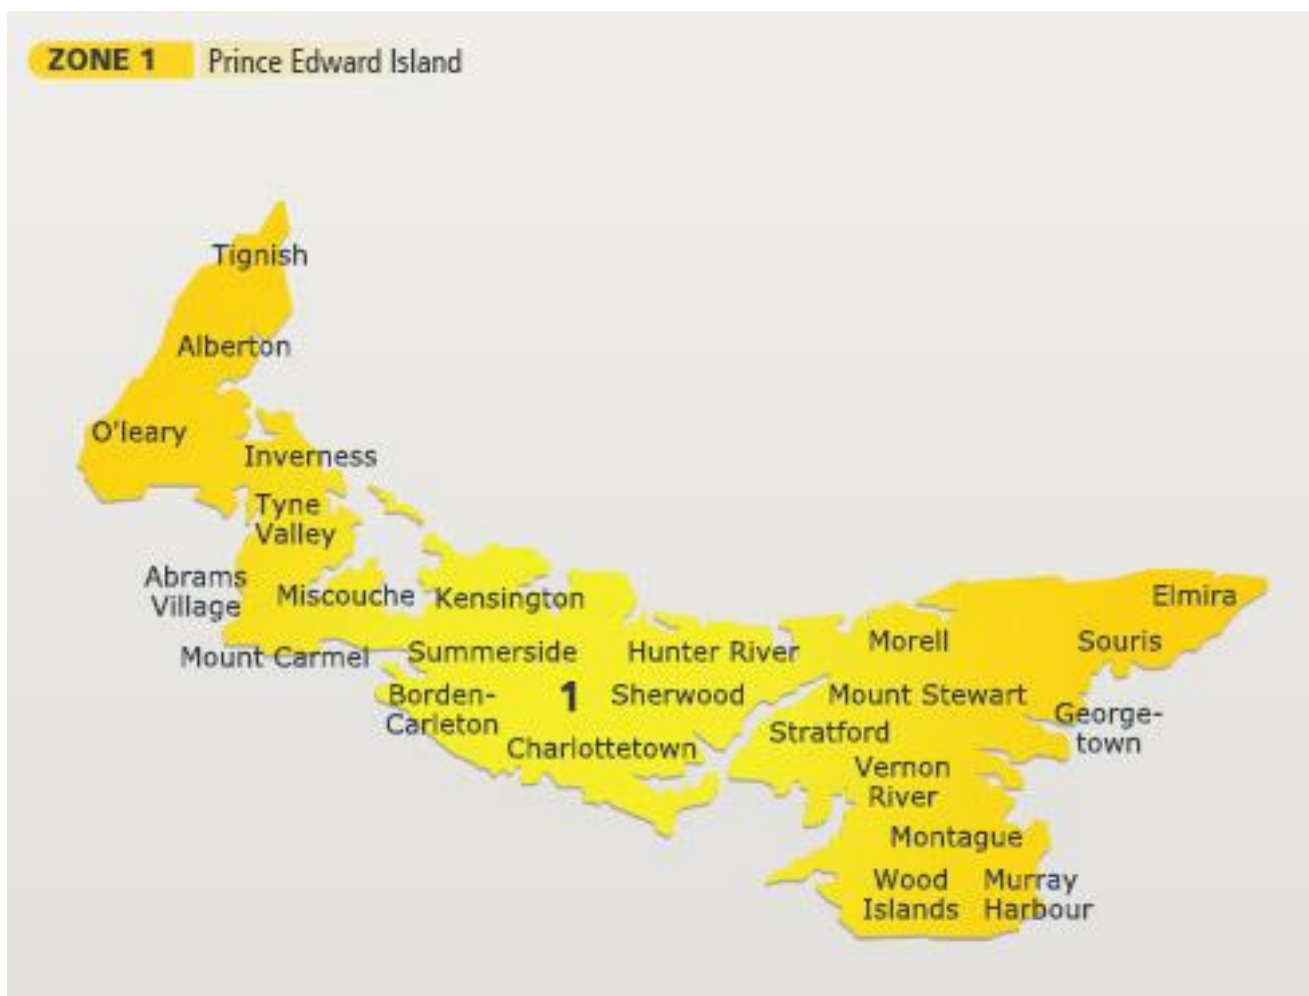 ZONE 1 Prince Edward Island
Tignish
Alberton
O'leary
Inverness
Tyne
Valley
Abrams
Village
Miscouche
Kensington
Mount Carmel
Summerside
Hunter River
Morell
Elmira
Souris
Borden-
Carleton
1
Sherwood
Mount Stewart
George-
town
Charlottetown
Stratford
Vernon
River
Montague
Wood
Islands
Murray
Harbour